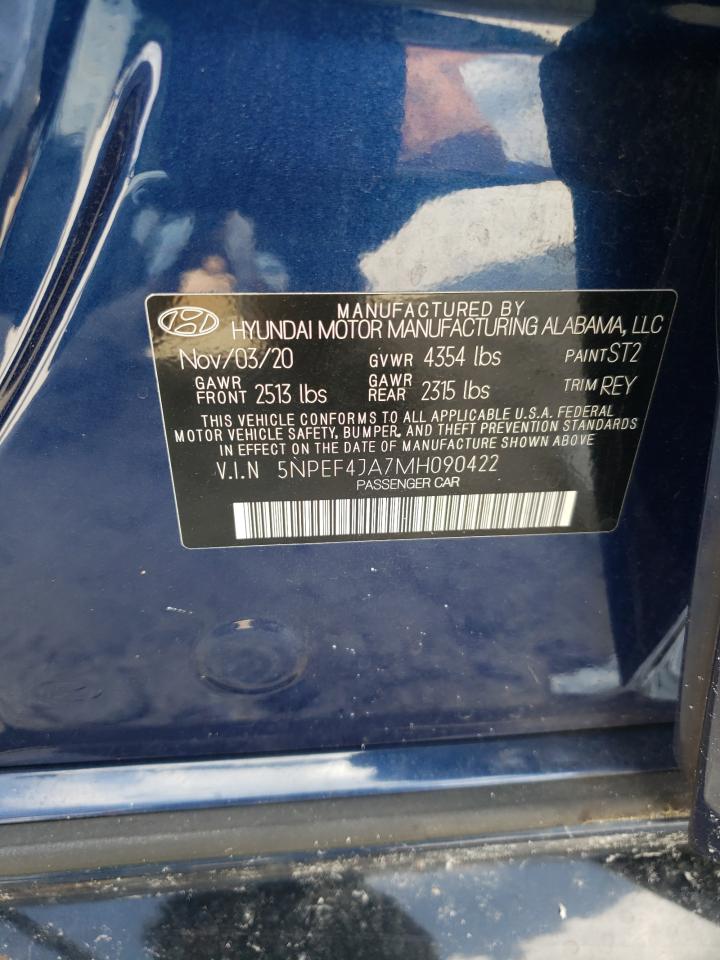 MANUFACTURED BY
HYUNDAI MOTOR MANUFACTURING ALABAMA, LLC
Nov/03/20 GVWR 4354 lbs PAINT ST2
GAWR FRONT 2513 lbs GAWR REAR 2315 lbs TRIM REY
THIS VEHICLE CONFORMS TO ALL APPLICABLE U.S.A. FEDERAL
MOTOR VEHICLE SAFETY, BUMPER, AND THEFT PREVENTION STANDARDS
IN EFFECT ON THE DATE OF MANUFACTURE SHOWN ABOVE
V.I.N 5NPEF4JA7MH090422
PASSENGER CAR